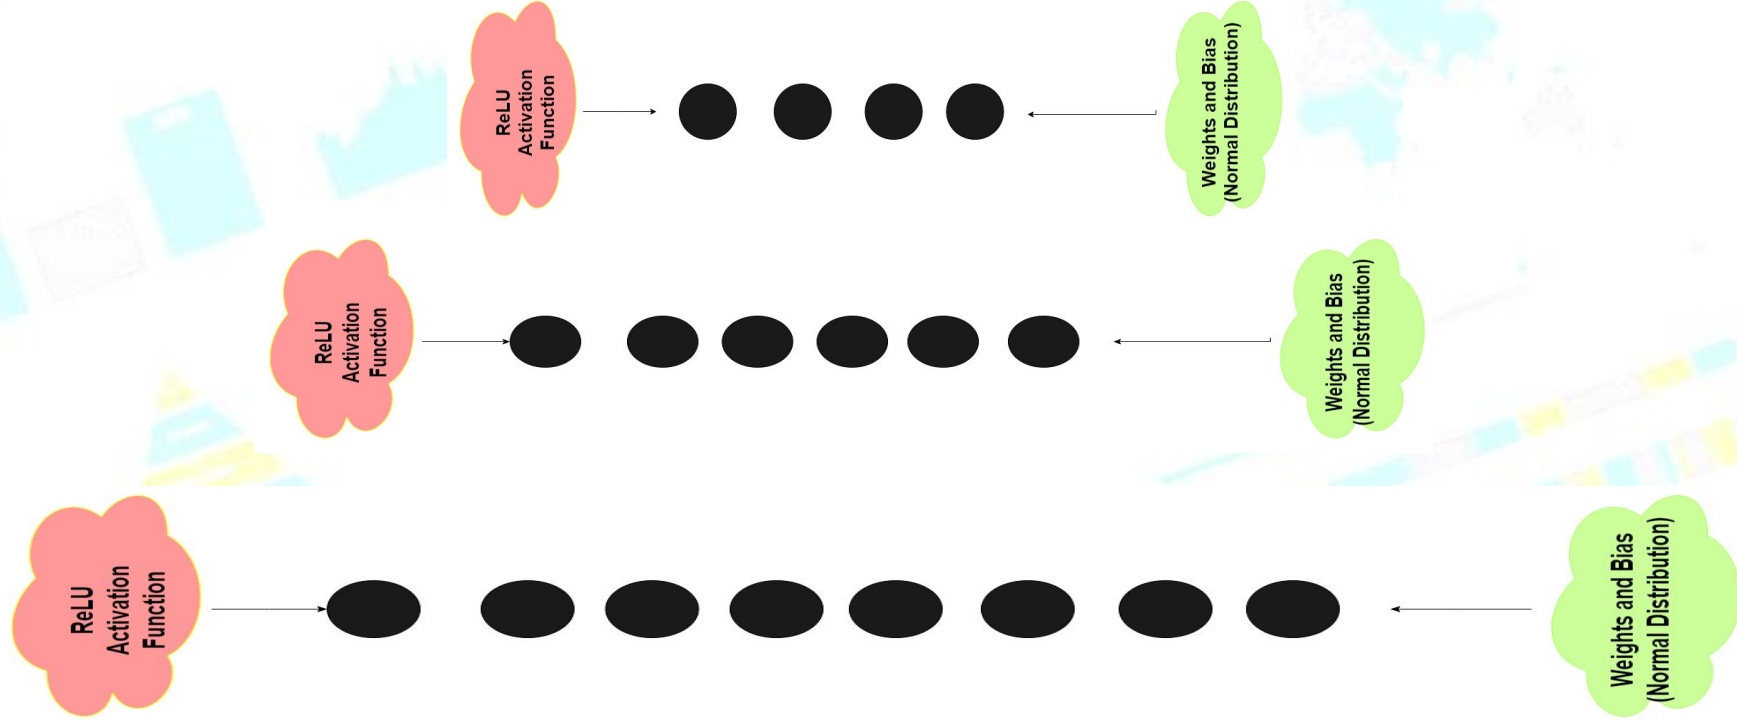 ReLU
Activation
Function
Weights and Bias
(Normal Distribution)
ReLU
Activation
Function
Weights and Bias
(Normal Distribution)
ReLU
Activation
Function
Weights and Bias
(Normal Distribution)